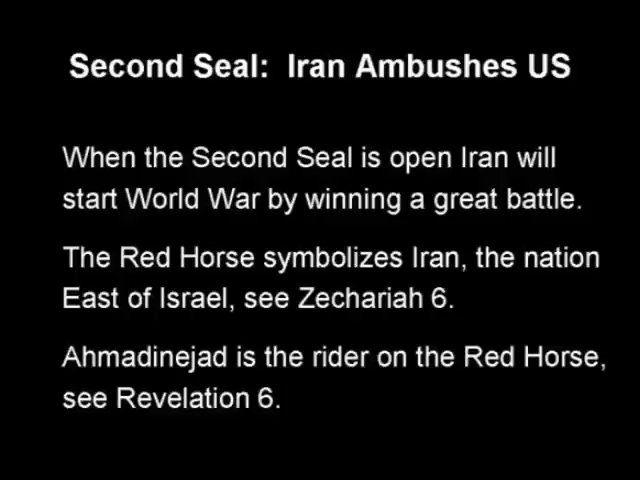 Second Seal:  Iran Ambushes US
When the Second Seal is open Iran will
start World War by winning a great battle.
The Red Horse symbolizes Iran, the nation
East of Israel, see Zechariah 6.
Ahmadinejad is the rider on the Red Horse,
see Revelation 6.